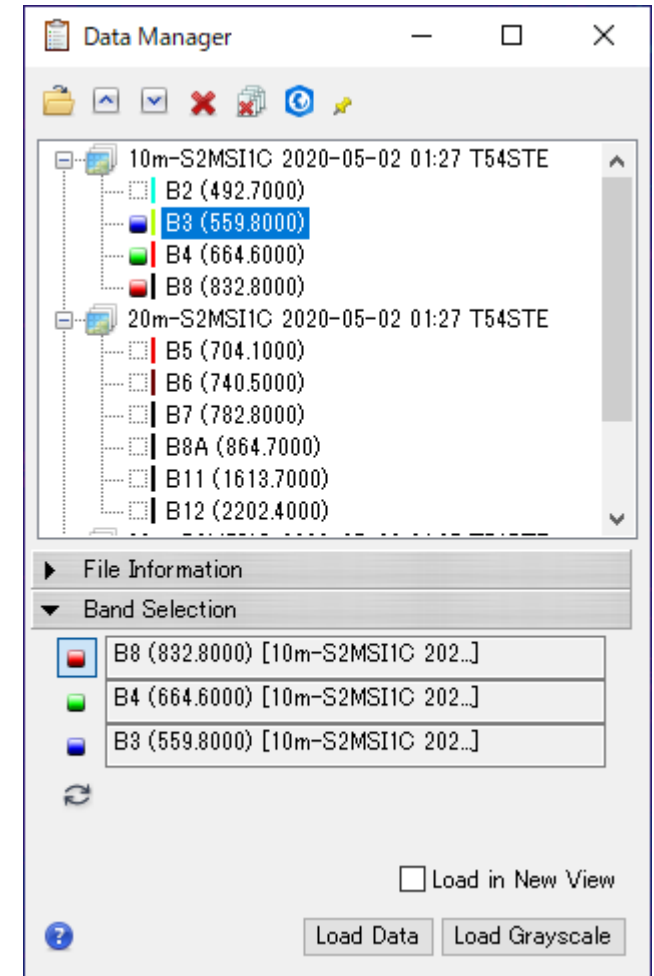 Data Manager
10m-S2MSI1C 2020-05-02 01:27 T54STE
B2 (492.7000)
B3 (559.8000)
B4 (664.6000)
B8 (832.8000)
20m-S2MSI1C 2020-05-02 01:27 T54STE
B5 (704.1000)
B6 (740.5000)
B7 (782.8000)
B8A (864.7000)
B11 (1613.7000)
B12 (2202.4000)
File Information
Band Selection
B8 (832.8000) [10m-S2MSI1C 202...]
B4 (664.6000) [10m-S2MSI1C 202...]
B3 (559.8000) [10m-S2MSI1C 202...]
Load in New View
Load Data
Load Grayscale